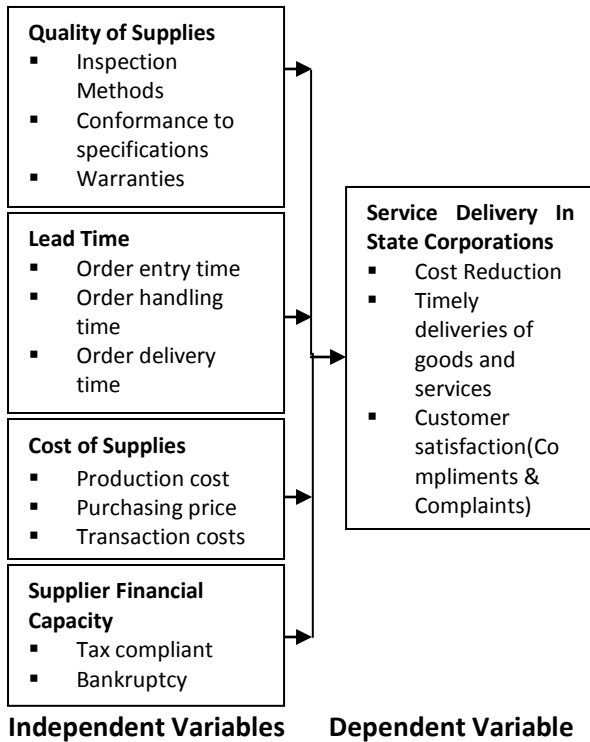 Quality of Supplies
▪ Inspection
Methods
▪ Conformance to
specifications
▪ Warranties
Lead Time
▪ Order entry time
▪ Order handling
time
▪ Order delivery
time
Cost of Supplies
▪ Production cost
▪ Purchasing price
▪ Transaction costs
Supplier Financial
Capacity
▪ Tax compliant
▪ Bankruptcy
Independent Variables
Service Delivery In
State Corporations
▪ Cost Reduction
▪ Timely
deliveries of
goods and
services
▪ Customer
satisfaction(Co
mpliments &
Complaints)
Dependent Variable